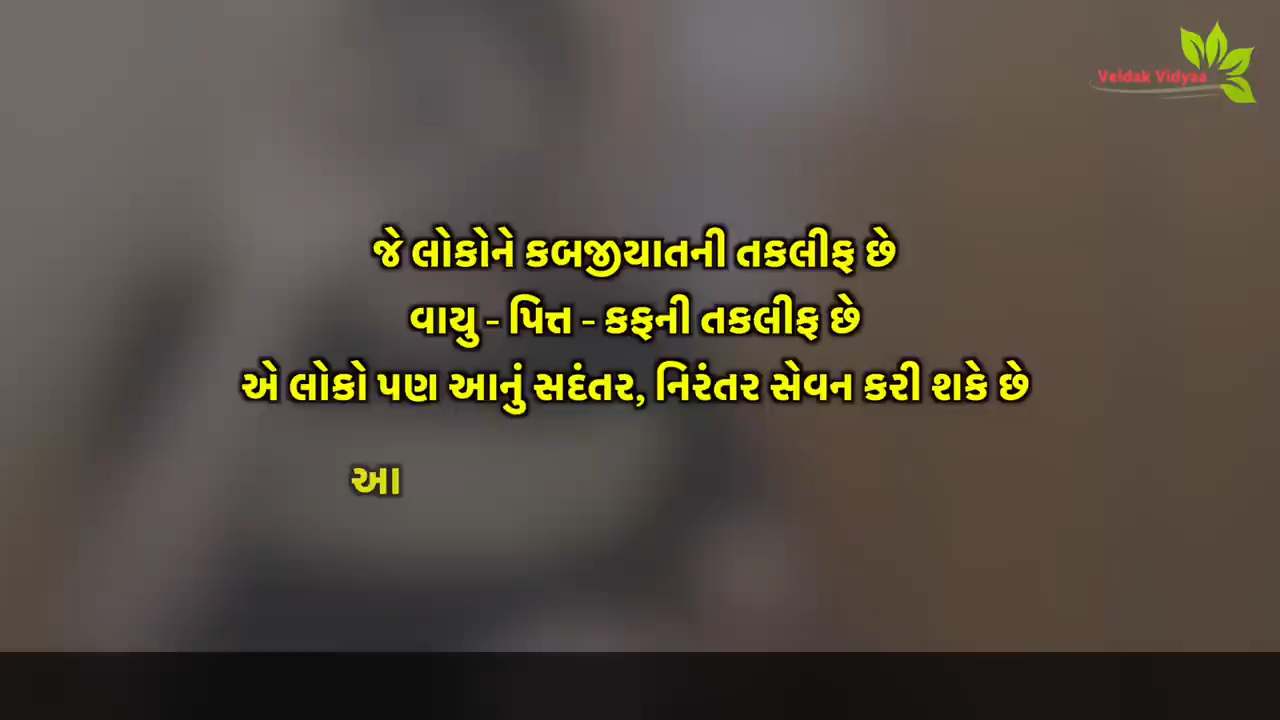 Veidak Vidyaa
જે લોકોને કબજીયાતની તકલીફ છે
વાયુ - પિત્ત - કફની તકલીફ છે
એ લોકો પણ આનું સદંતર, નિરંતર સેવન કરી શકે છે
આ